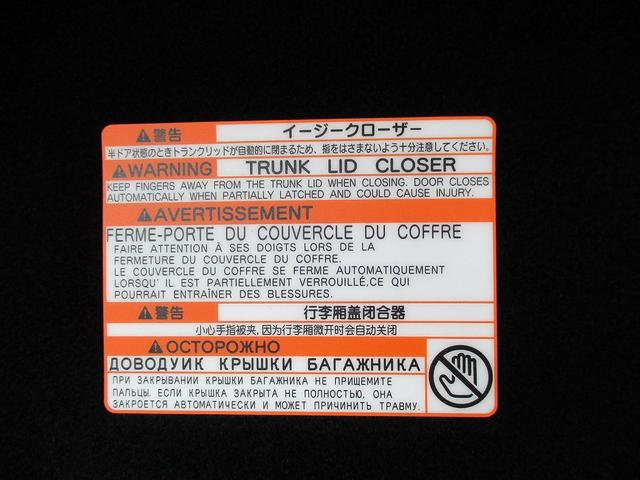 警告 イージークローザー
半ドア状態のときトランクリッドが自動的に閉まるため、指をはさまないよう十分注意してください。
WARNING TRUNK LID CLOSER
KEEP FINGERS AWAY FROM THE TRUNK LID WHEN CLOSING. DOOR CLOSES
AUTOMATICALLY WHEN PARTIALLY LATCHED AND COULD CAUSE INJURY.
AVERTISSEMENT
FERME-PORTE DU COUVERCLE DU COFFRE
FAIRE ATTENTION À SES DOIGTS LORS DE LA
FERMETURE DU COUVERCLE DU COFFRE.
LE COUVERCLE DU COFFRE SE FERME AUTOMATIQUEMENT
LORSQU' IL EST PARTIELLEMENT VERROUILLÉ,CE QUI
POURRAIT ENTRAÎNER DES BLESSURES.
警告 行李厢盖闭合器
小心手指被夹,因为行李厢微开时会自动关闭
ОСТОРОЖНО
ДОВОДУИК КРЫШКИ БАГАЖНИКА
ПРИ ЗАКРЫВАНИИ КРЫШКИ БАГАЖНИКА НЕ ПРИЩЕМИТЕ
ПАЛЬЦЫ. ЕСЛИ КРЫШКА ЗАКРЫТА НЕ ПОЛНОСТЬЮ, ОНА
ЗАКРОЕТСЯ АВТОМАТИЧЕСКИ И МОЖЕТ ПРИЧИНИТЬ ТРАВМУ.